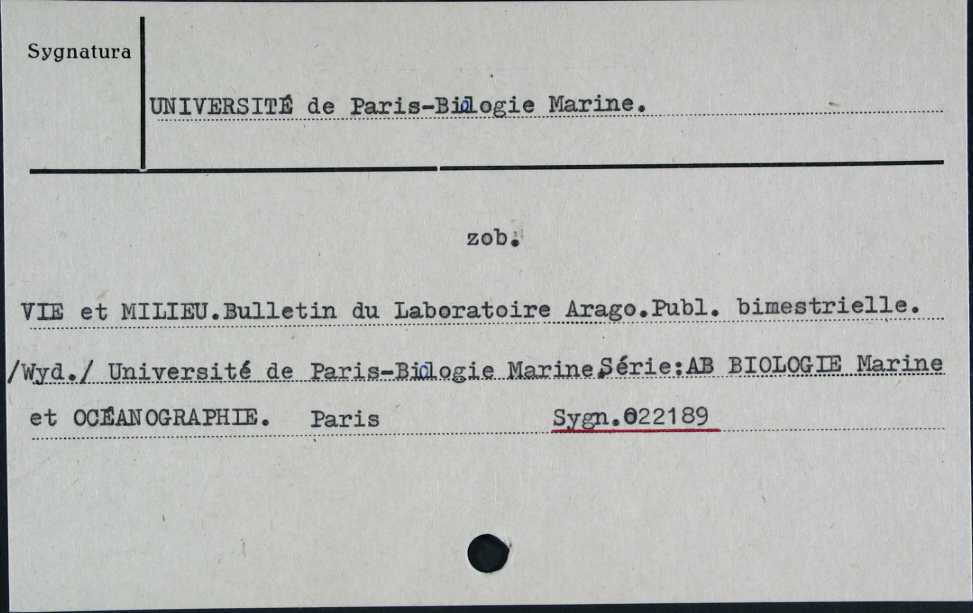 Sygnatura
UNIVERSITÉ de Paris-Biologie Marine.
zob.
VIE et MILIEU.Bulletin du Laboratoire Arago.Publ. bimestrielle.
/Wyd./ Université de Paris-Biologie Marine.Série:AB BIOLOGIE Marine
et OCÉANOGRAPHIE. Paris Sygn.022189